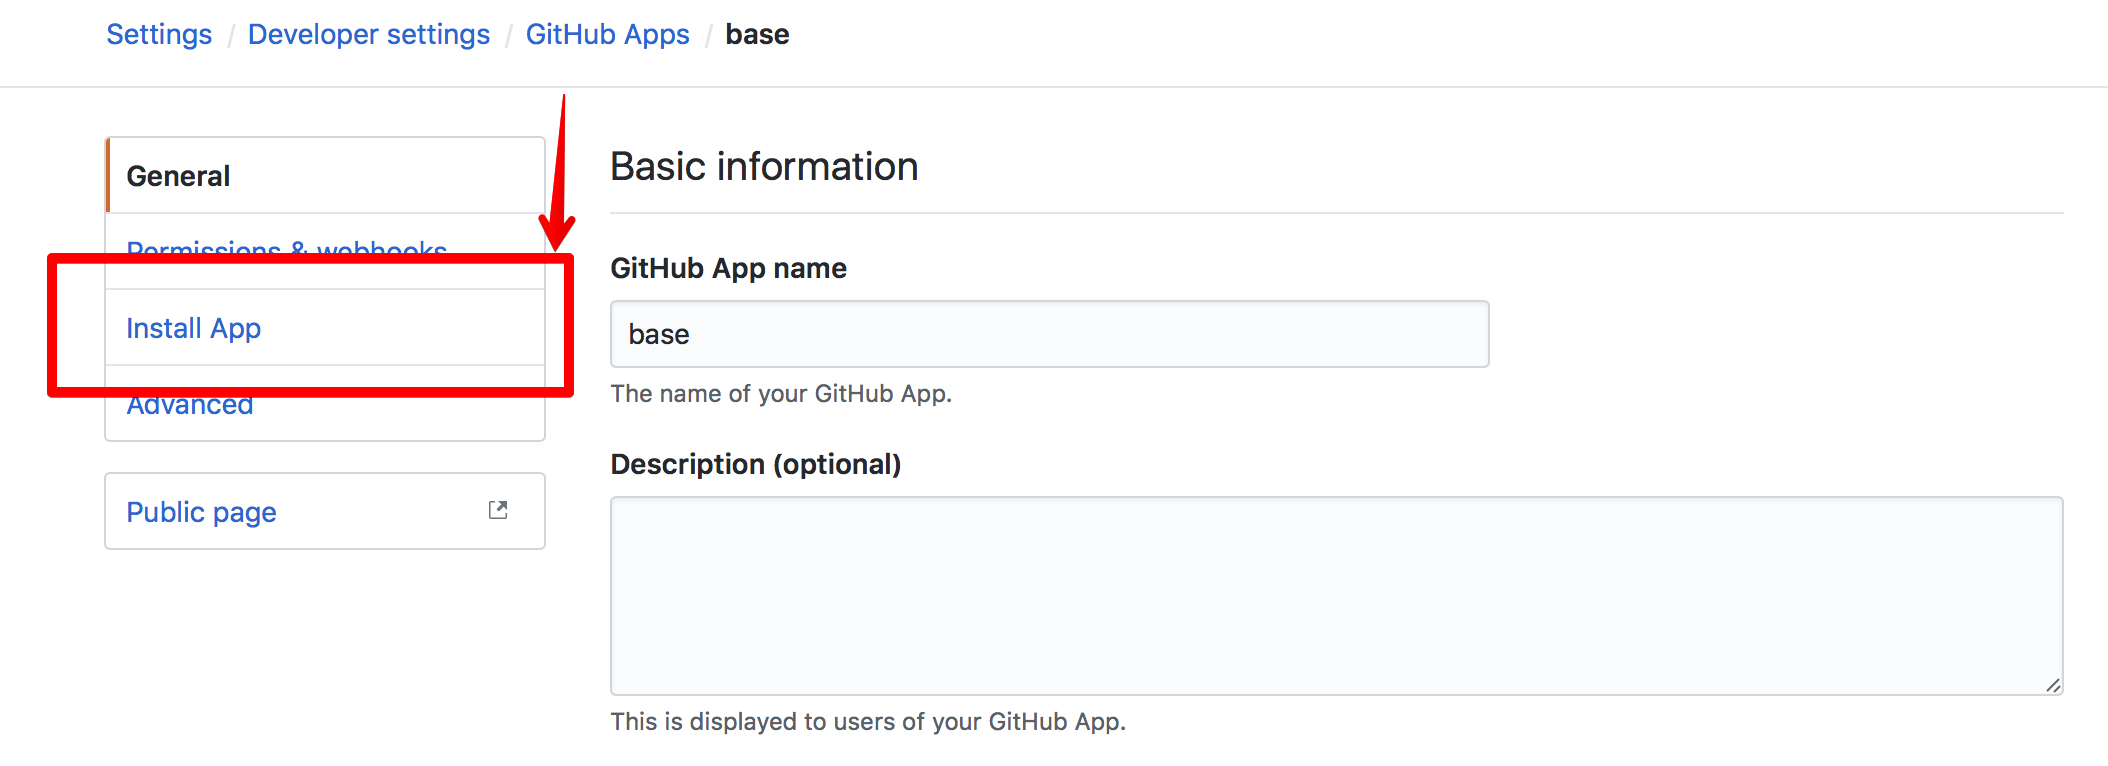 Settings / Developer settings / GitHub Apps / base
General
Permissions & webhooks
Install App
Advanced
Public page
Basic information
GitHub App name
base
The name of your GitHub App.
Description (optional)
This is displayed to users of your GitHub App.